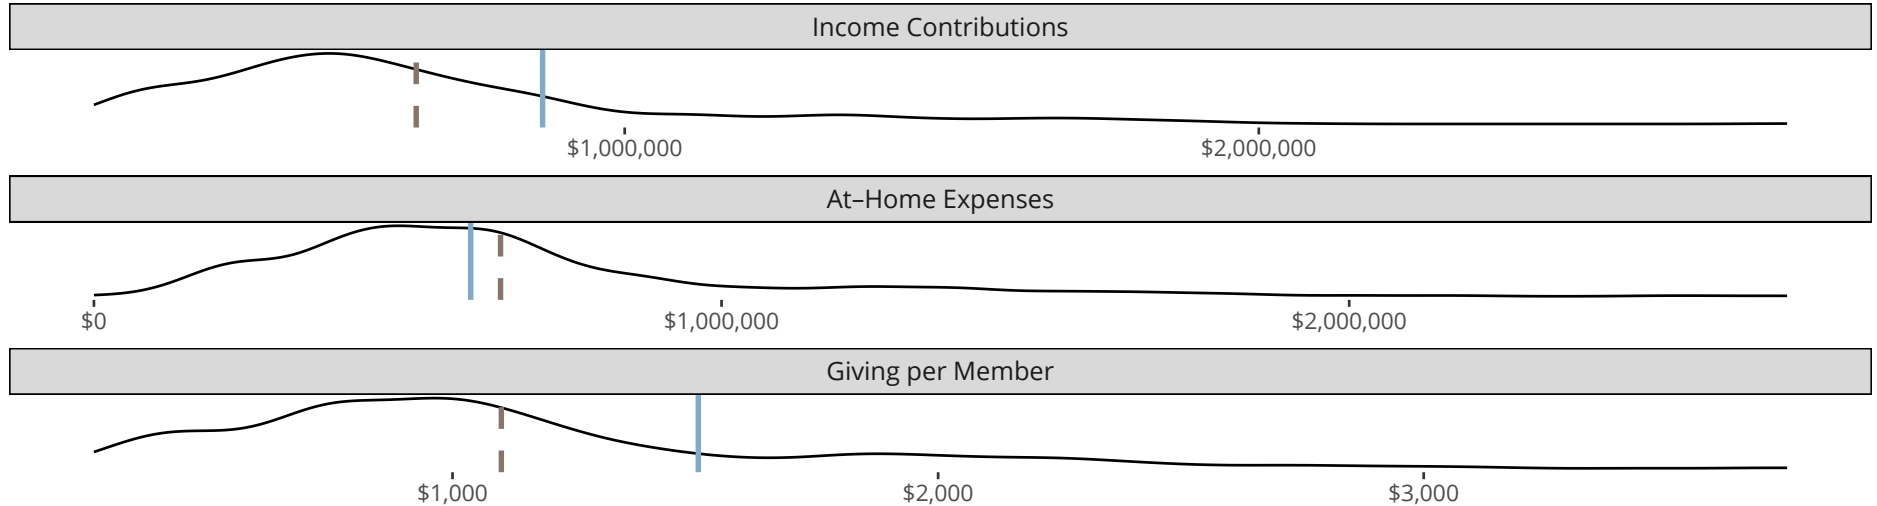 Income Contributions
$1,000,000 $2,000,000
At–Home Expenses
$0 $1,000,000 $2,000,000
Giving per Member
$1,000 $2,000 $3,000